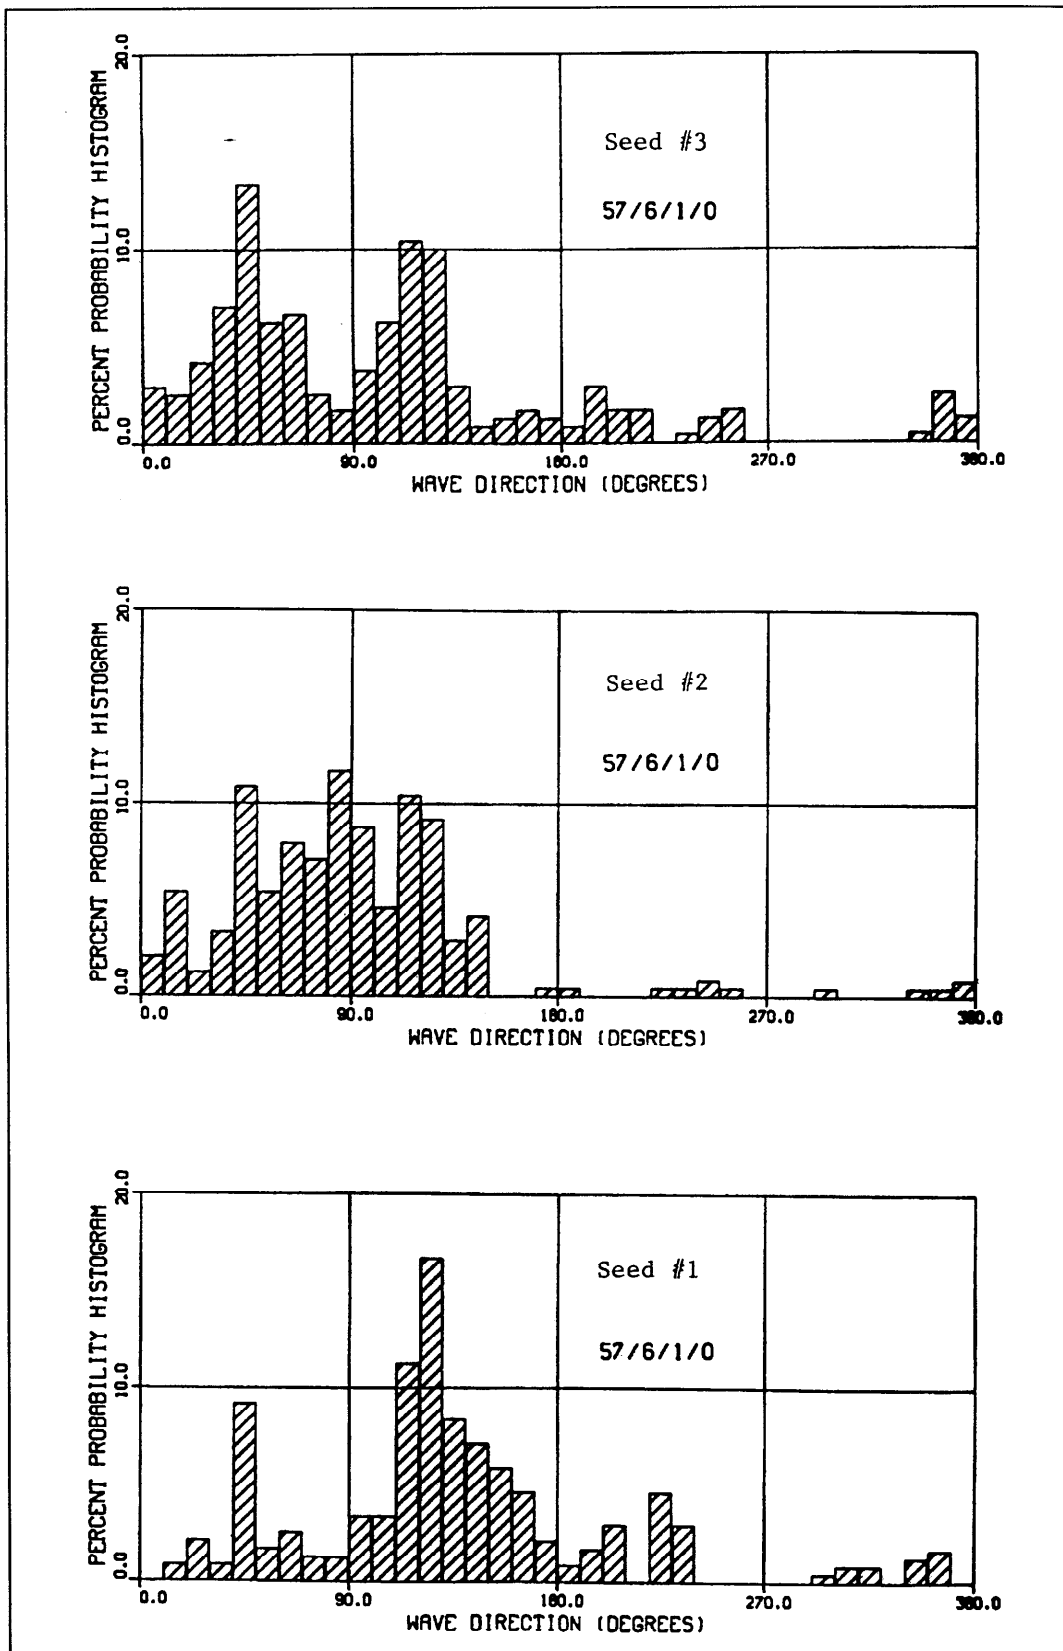 20.0
10.0
0.0
PERCENT PROBABILITY HISTOGRAM
Seed #3
57/6/1/0
0.0 90.0 180.0 270.0 360.0
WAVE DIRECTION (DEGREES)
20.0
10.0
0.0
PERCENT PROBABILITY HISTOGRAM
Seed #2
57/6/1/0
0.0 90.0 180.0 270.0 360.0
WAVE DIRECTION (DEGREES)
20.0
10.0
0.0
PERCENT PROBABILITY HISTOGRAM
Seed #1
57/6/1/0
0.0 90.0 180.0 270.0 360.0
WAVE DIRECTION (DEGREES)